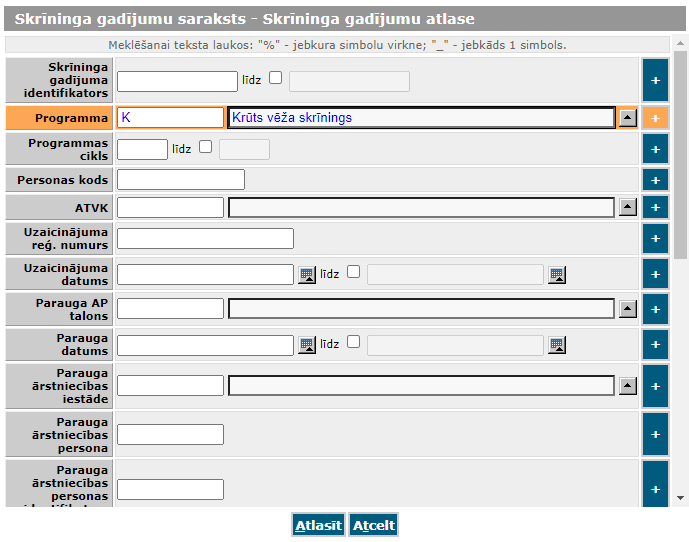 Skrīninga gadījumu saraksts - Skrīninga gadījumu atlase
Meklēšanai teksta laukos: "%" - jebkura simbolu virkne; "_" - jebkāds 1 simbols.
Skrīninga
gadījuma
identifikators
līdz
+
Programma
K
Krūts vēža skrīnings
+
Programmas
cikls
līdz
+
Personas kods
+
ATVK
+
Uzaicinājuma
reģ. numurs
+
Uzaicinājuma
datums
līdz
+
Parauga AP
talons
+
Parauga
datums
līdz
+
Parauga
ārstniecības
iestāde
+
Parauga
ārstniecības
persona
+
Parauga
ārstniecības
personas
+
Atlasīt
Atcelt